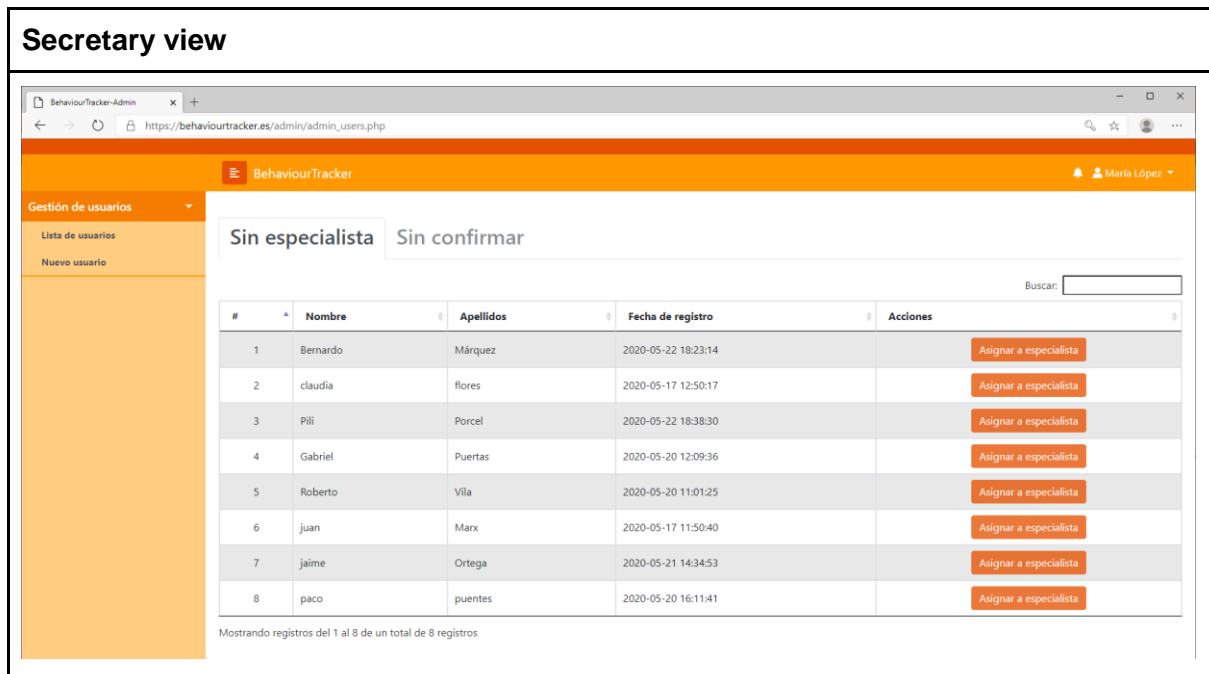 Secretary view
BehaviourTracker-Admin
https://behaviourtracker.es/admin/admin_users.php
BehaviourTracker María López
Gestión de usuarios
Lista de usuarios
Nuevo usuario
Sin especialista Sin confirmar
Buscar:
# Nombre Apellidos Fecha de registro Acciones
1 Bernardo Márquez 2020-05-22 18:23:14 Asignar a especialista
2 claudia flores 2020-05-17 12:50:17 Asignar a especialista
3 Pili Porcel 2020-05-22 18:38:30 Asignar a especialista
4 Gabriel Puertas 2020-05-20 12:09:36 Asignar a especialista
5 Roberto Vila 2020-05-20 11:01:25 Asignar a especialista
6 juan Marx 2020-05-17 11:50:40 Asignar a especialista
7 jaime Ortega 2020-05-21 14:34:53 Asignar a especialista
8 paco puentes 2020-05-20 16:11:41 Asignar a especialista
Mostrando registros del 1 al 8 de un total de 8 registros